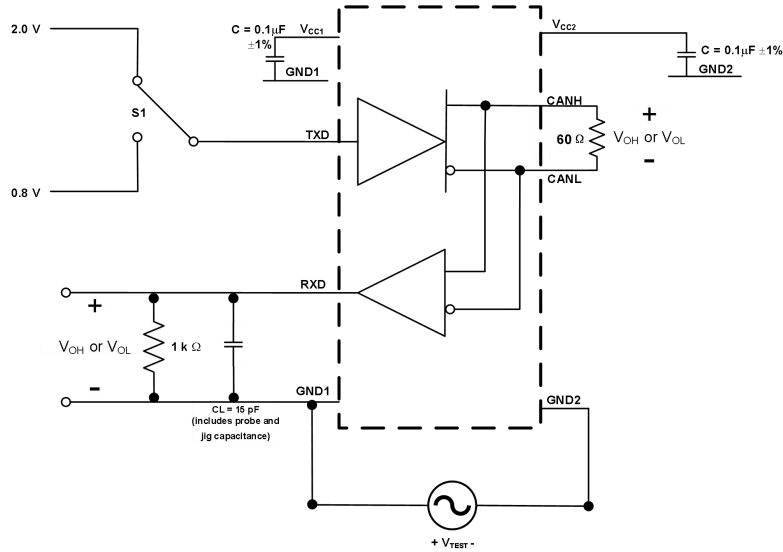 2.0 V
C = 0.1µF
±1%
VCC1
GND1
VCC2
C = 0.1µF ±1%
GND2
S1
TXD
CANH
60 Ω
+
VOH or VOL
-
CANL
0.8 V
RXD
+
VOH or VOL
-
1 k Ω
GND1
CL = 15 pF
(includes probe and
jig capacitance)
GND2
+ VTEST -